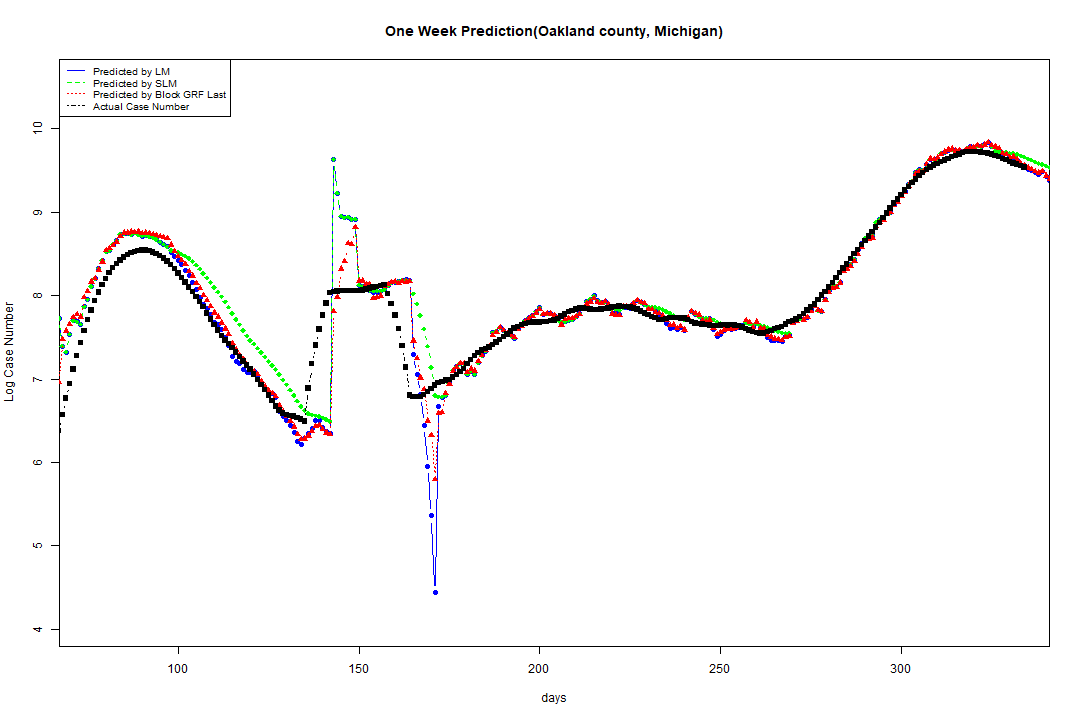 One Week Prediction(Oakland county, Michigan)
Predicted by LM
Predicted by SLM
Predicted by Block GRF Last
Actual Case Number
10
9
8
7
6
5
4
Log Case Number
100 150 200 250 300
days